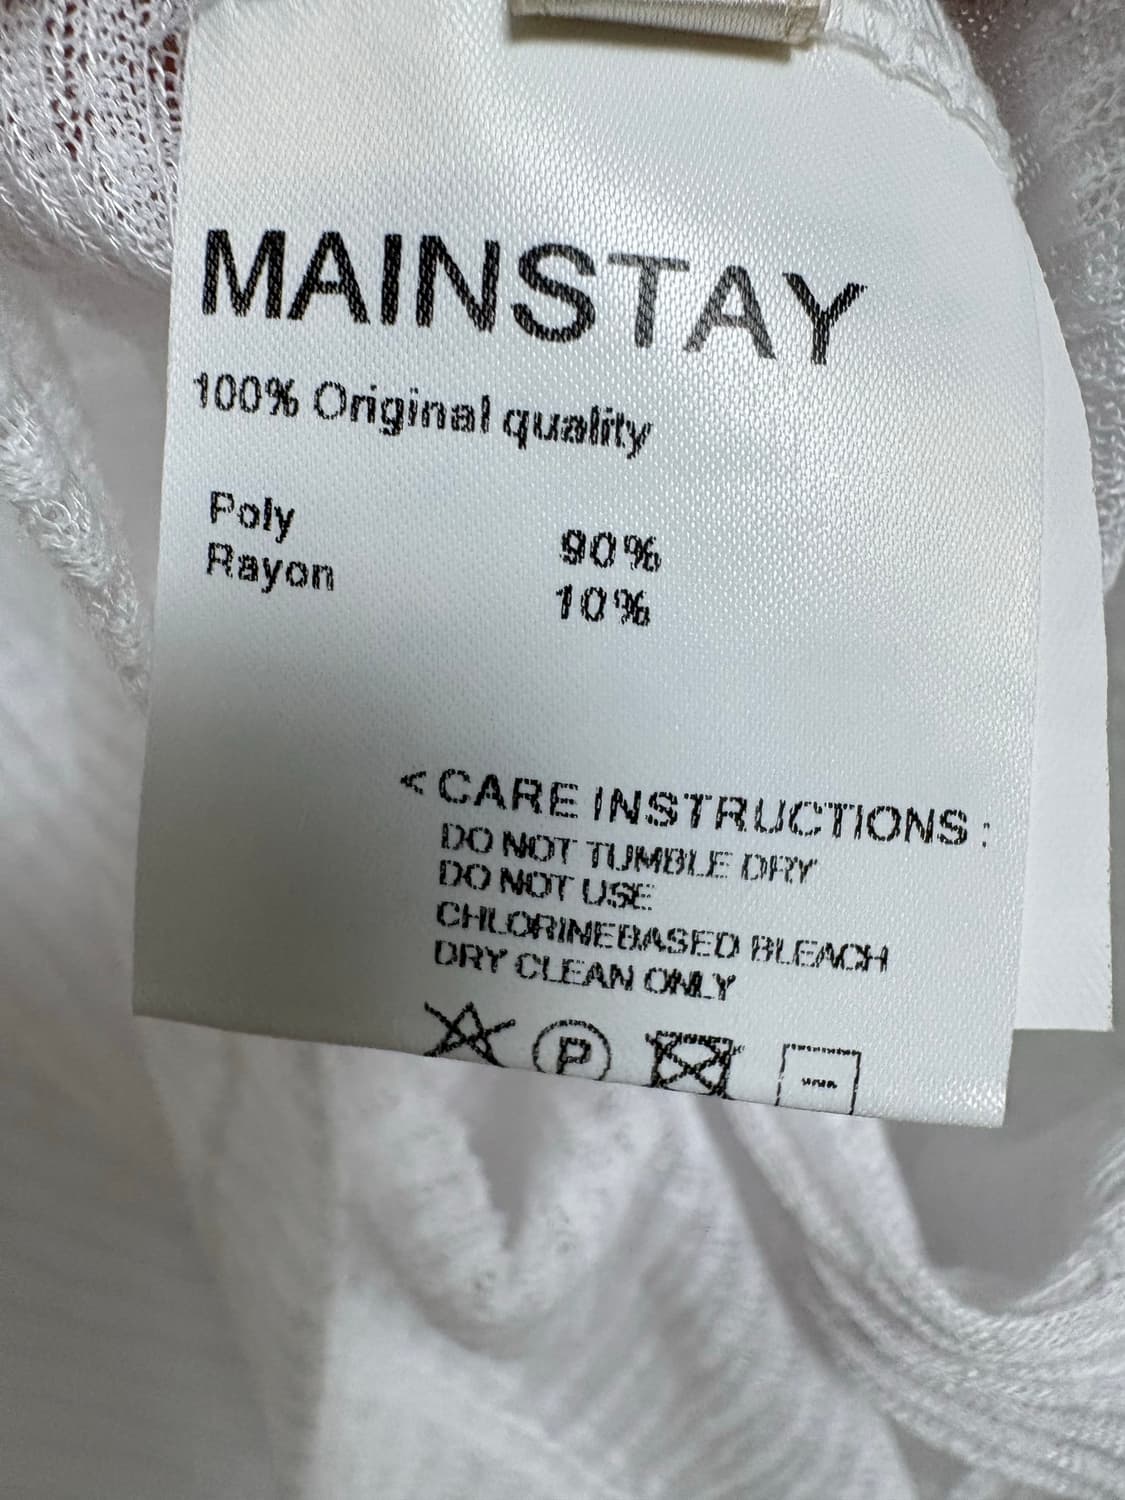 MAINSTAY
100% Original quality
Poly 90%
Rayon 10%
< CARE INSTRUCTIONS :
DO NOT TUMBLE DRY
DO NOT USE
CHLORINEBASED BLEACH
DRY CLEAN ONLY
P